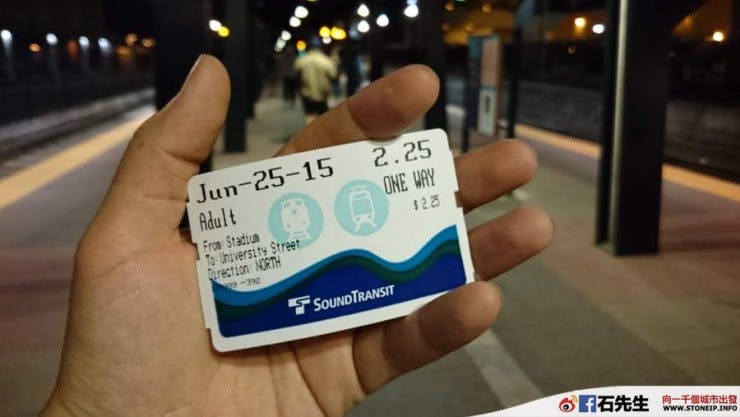 Jun-25-15 2.25
Adult ONE WAY
$ 2.25
From: Stadium
To: University Street
Direction: NORTH
-392
SOUNDTRANSIT
石先生 向一千個城市出發
WWW.STONEIP.INFO